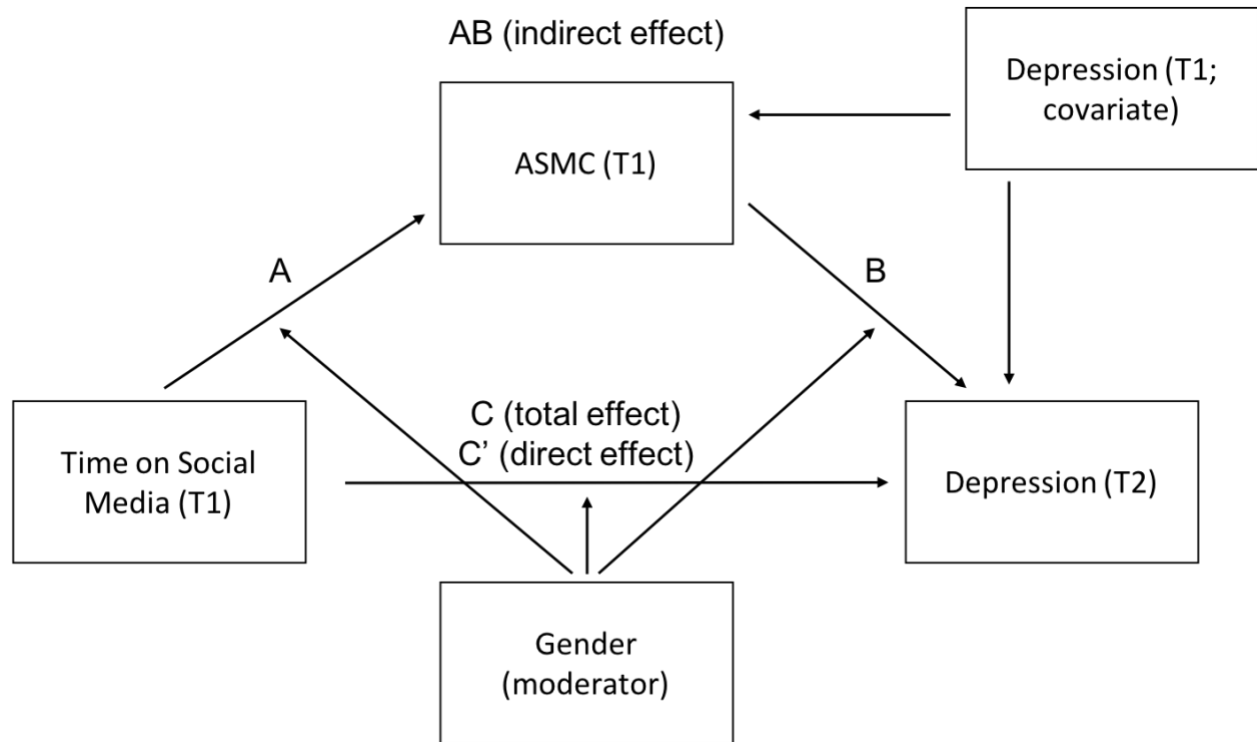 AB (indirect effect)
Depression (T1;
covariate)
ASMC (T1)
A
B
C (total effect)
C’ (direct effect)
Time on Social
Media (T1)
Depression (T2)
Gender
(moderator)